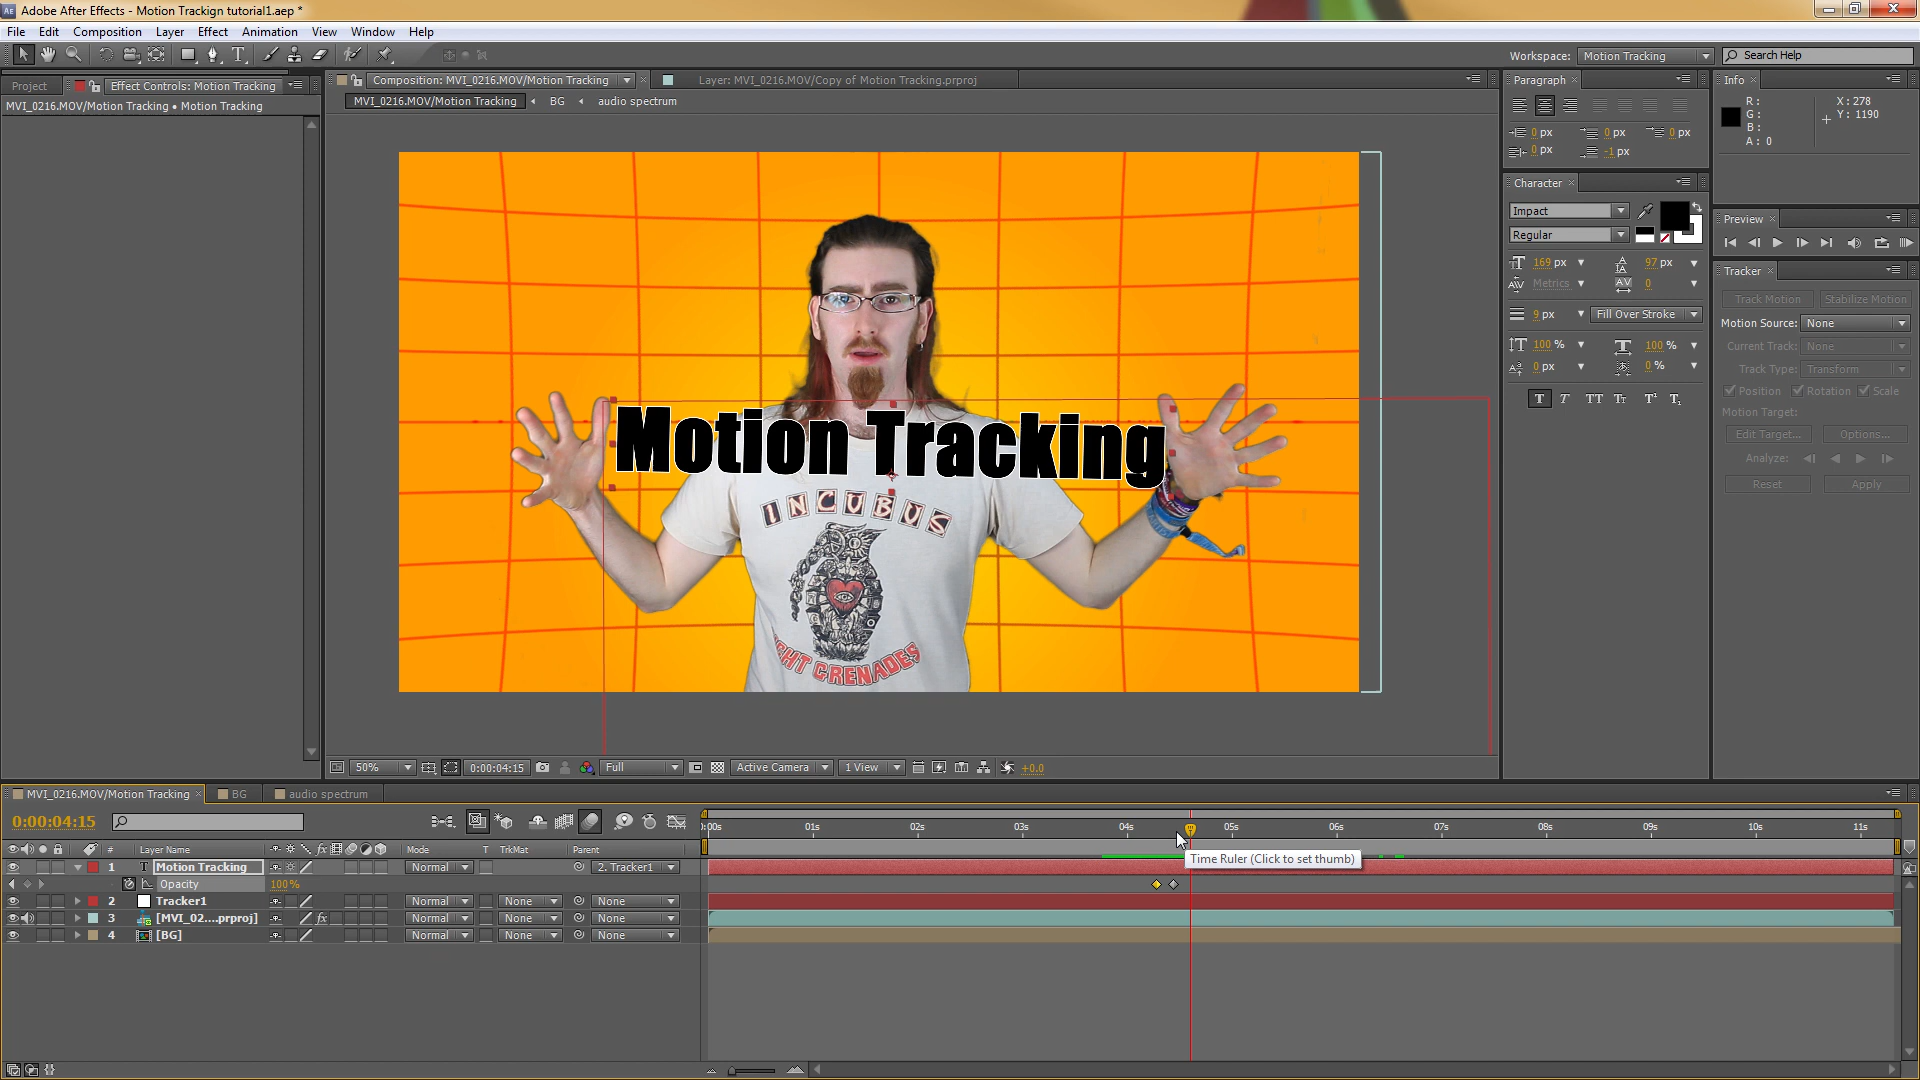 Adobe After Effects - Motion Trackign tutorial1.aep *
File Edit Composition Layer Effect Animation View Window Help
Workspace: Motion Tracking Search Help
Project Effect Controls: Motion Tracking
MVI_0216.MOV/Motion Tracking • Motion Tracking
Composition: MVI_0216.MOV/Motion Tracking
Layer: MVI_0216.MOV/Copy of Motion Tracking.prproj
MVI_0216.MOV/Motion Tracking BG audio spectrum
Motion Tracking
INCUBUS
GHT GRENADES
50% 0:00:04:15 Full Active Camera 1 View +0.0
Paragraph
0 px 0 px 0 px
0 px -1 px
Character
Impact
Regular
169 px 97 px
Metrics 0
9 px Fill Over Stroke
100 % 100 %
0 px 0 %
T T TT Tt T¹ T₁
Info
R: X: 278
G: Y: 1190
B:
A: 0
Preview
Tracker
Track Motion Stabilize Motion
Motion Source: None
Current Track: None
Track Type: Transform
Position Rotation Scale
Motion Target:
Edit Target... Options...
Analyze:
Reset Apply
MVI_0216.MOV/Motion Tracking BG audio spectrum
0:00:04:15
# Layer Name fx Mode T TrkMat Parent
1 T Motion Tracking Normal 2. Tracker1
Opacity 100%
2 Tracker1 Normal None None
3 [MVI_02....prproj] fx Normal None None
4 [BG] Normal None None
):00s 01s 02s 03s 04s 05s 06s 07s 08s 09s 10s 11s
Time Ruler (Click to set thumb)